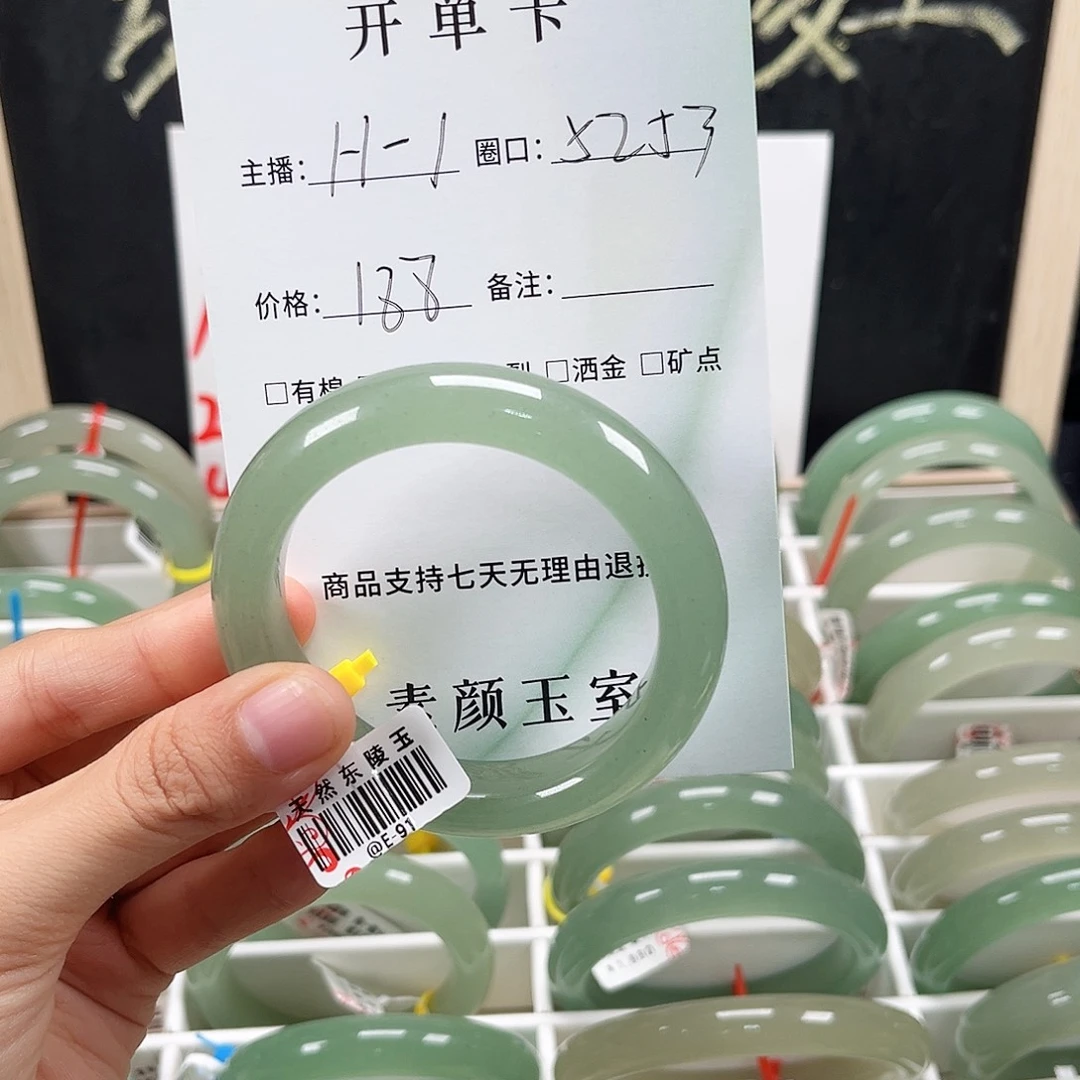 开单卡
主播: H-1 圈口: 5253
价格: 188 备注:
□有棉 □洒金 □矿点
商品支持七天无理由退
素颜玉室
天然东陵玉
@E-91